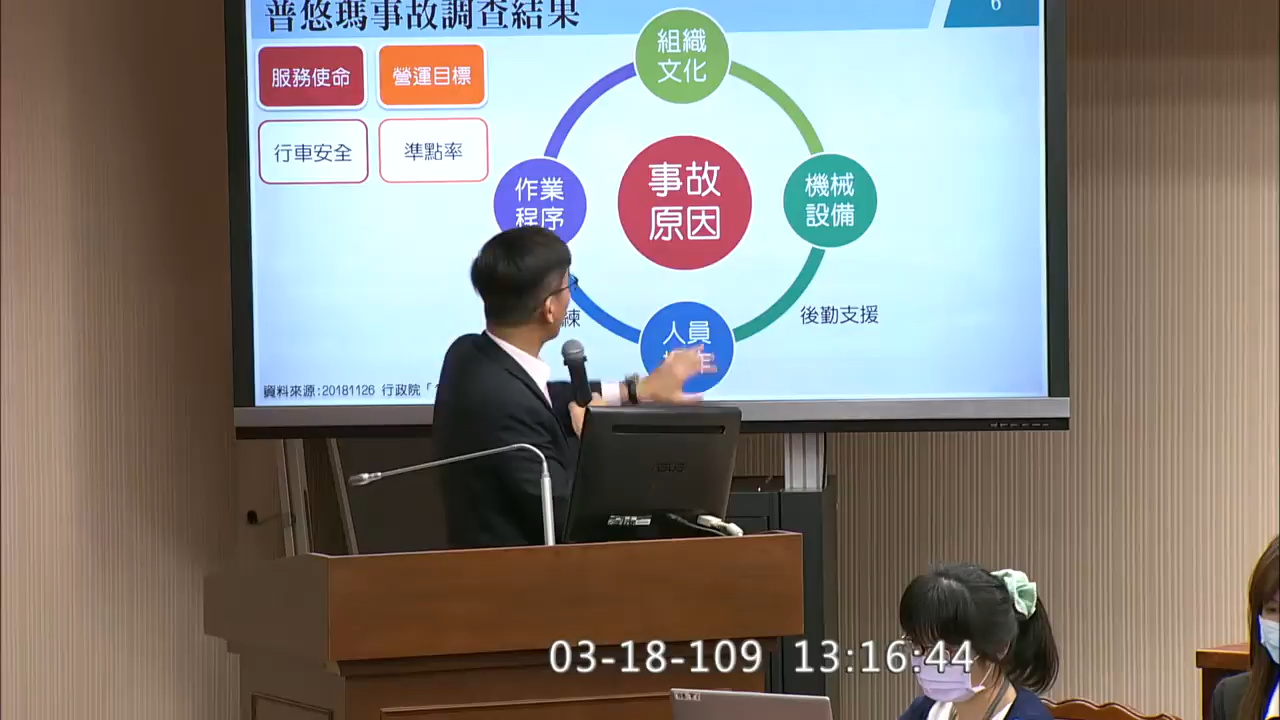 普悠瑪事故調查結果
6
服務使命
營運目標
行車安全
準點率
組織
文化
作業
程序
事故
原因
機械
設備
人員
作
練
後勤支援
資料來源:20181126 行政院「
ASUS
03-18-109 13:16:44